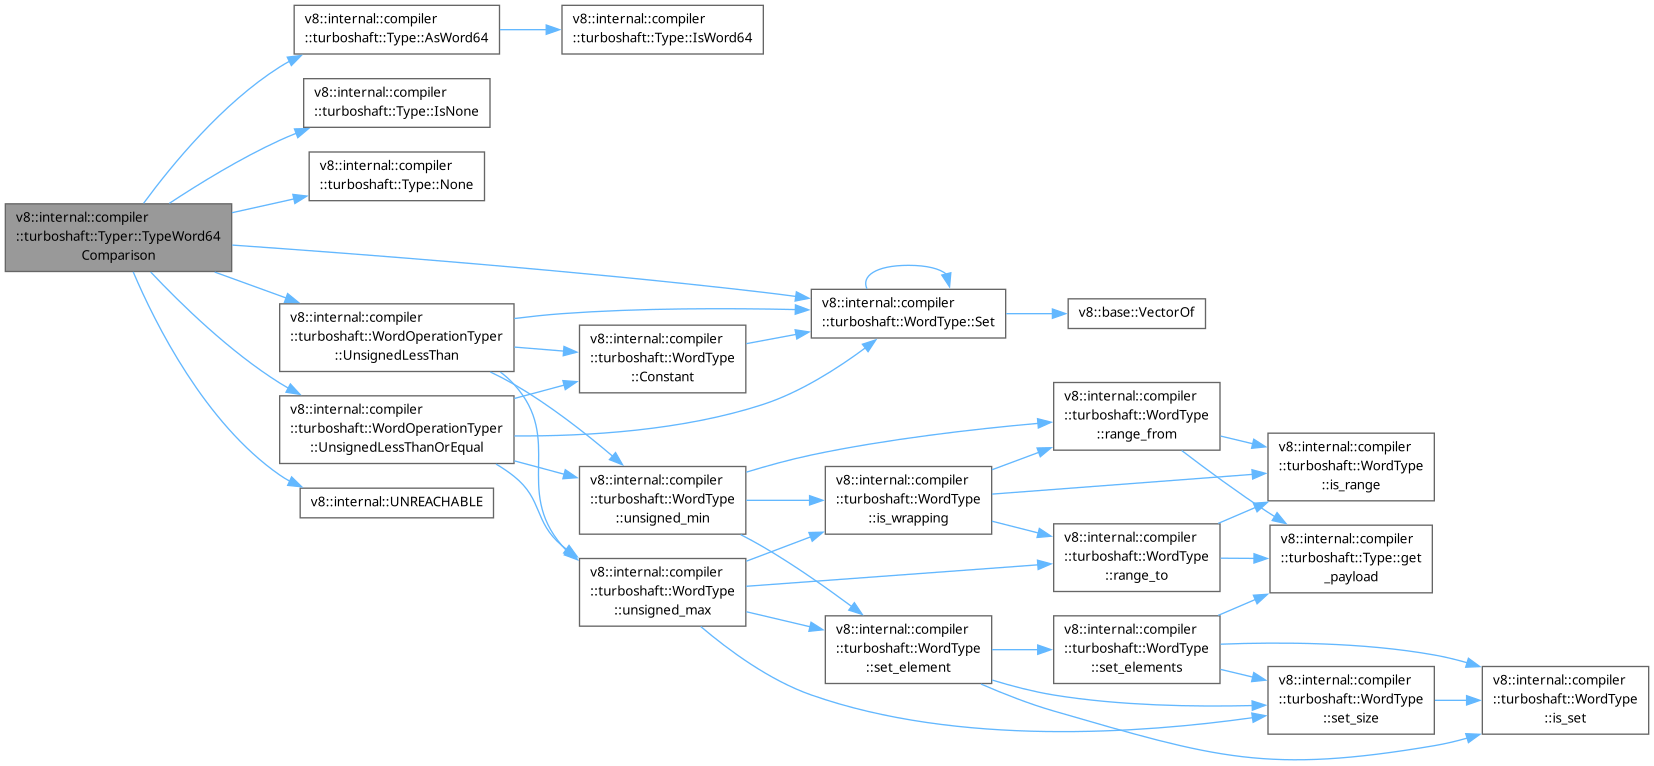 v8::internal::compiler
::turboshaft::Typer::TypeWord64
Comparison
v8::internal::compiler
::turboshaft::Type::AsWord64
v8::internal::compiler
::turboshaft::Type::IsWord64
v8::internal::compiler
::turboshaft::Type::IsNone
v8::internal::compiler
::turboshaft::Type::None
v8::internal::compiler
::turboshaft::WordOperationTyper
::UnsignedLessThan
v8::internal::compiler
::turboshaft::WordOperationTyper
::UnsignedLessThanOrEqual
v8::internal::UNREACHABLE
v8::internal::compiler
::turboshaft::WordType
::Constant
v8::internal::compiler
::turboshaft::WordType::Set
v8::base::VectorOf
v8::internal::compiler
::turboshaft::WordType
::unsigned_min
v8::internal::compiler
::turboshaft::WordType
::unsigned_max
v8::internal::compiler
::turboshaft::WordType
::is_wrapping
v8::internal::compiler
::turboshaft::WordType
::set_element
v8::internal::compiler
::turboshaft::WordType
::range_from
v8::internal::compiler
::turboshaft::WordType
::range_to
v8::internal::compiler
::turboshaft::WordType
::set_elements
v8::internal::compiler
::turboshaft::WordType
::is_range
v8::internal::compiler
::turboshaft::Type::get
_payload
v8::internal::compiler
::turboshaft::WordType
::set_size
v8::internal::compiler
::turboshaft::WordType
::is_set